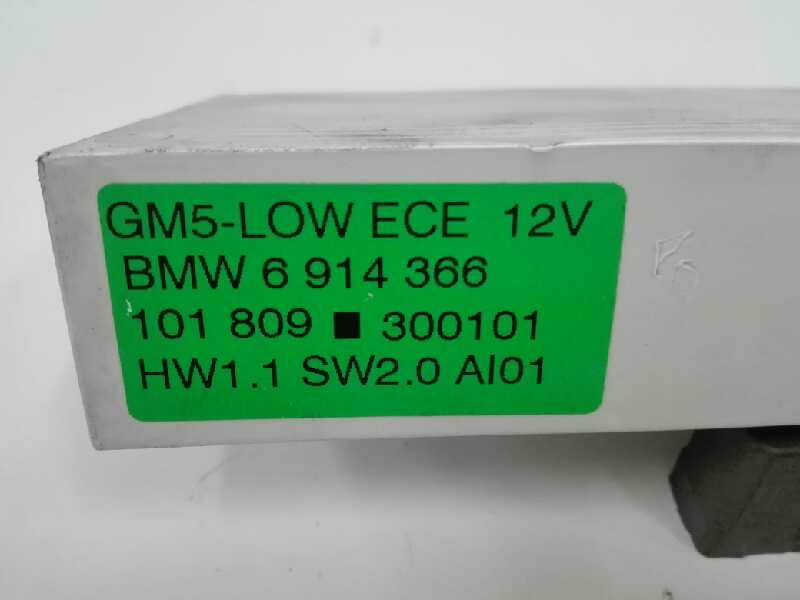 GM5-LOW ECE 12V
BMW 6 914 366
101 809 ■ 300101
HW1.1 SW2.0 AI01